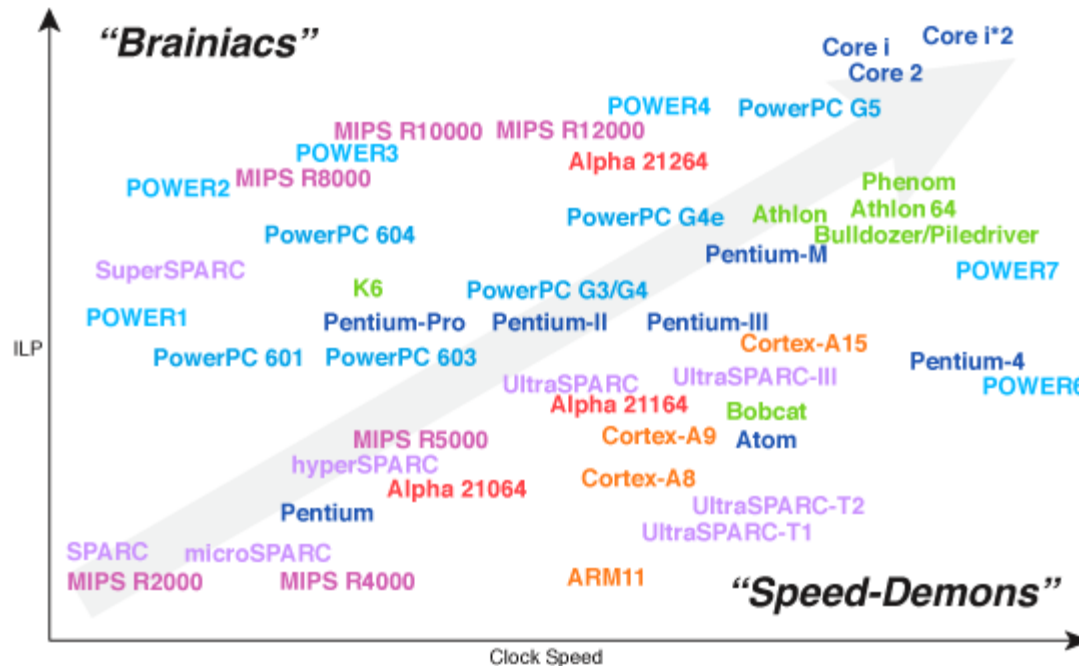 "Brainiacs"
Core i*2
Core i
Core 2
POWER4
PowerPC G5
MIPS R10000
MIPS R12000
POWER3
Alpha 21264
MIPS R8000
POWER2
Phenom
Athlon 64
Athlon
PowerPC G4e
PowerPC 604
Bulldozer/Piledriver
Pentium-M
SuperSPARC
POWER7
K6
PowerPC G3/G4
POWER1
Pentium-Pro
Pentium-II
Pentium-III
ILP
Cortex-A15
PowerPC 601
PowerPC 603
Pentium-4
UltraSPARC-III
UltraSPARC
POWER6
Alpha 21164
Bobcat
MIPS R5000
Cortex-A9
Atom
hyperSPARC
Cortex-A8
Alpha 21064
UltraSPARC-T2
Pentium
UltraSPARC-T1
SPARC
microSPARC
MIPS R2000
MIPS R4000
ARM11
"Speed-Demons"
Clock Speed